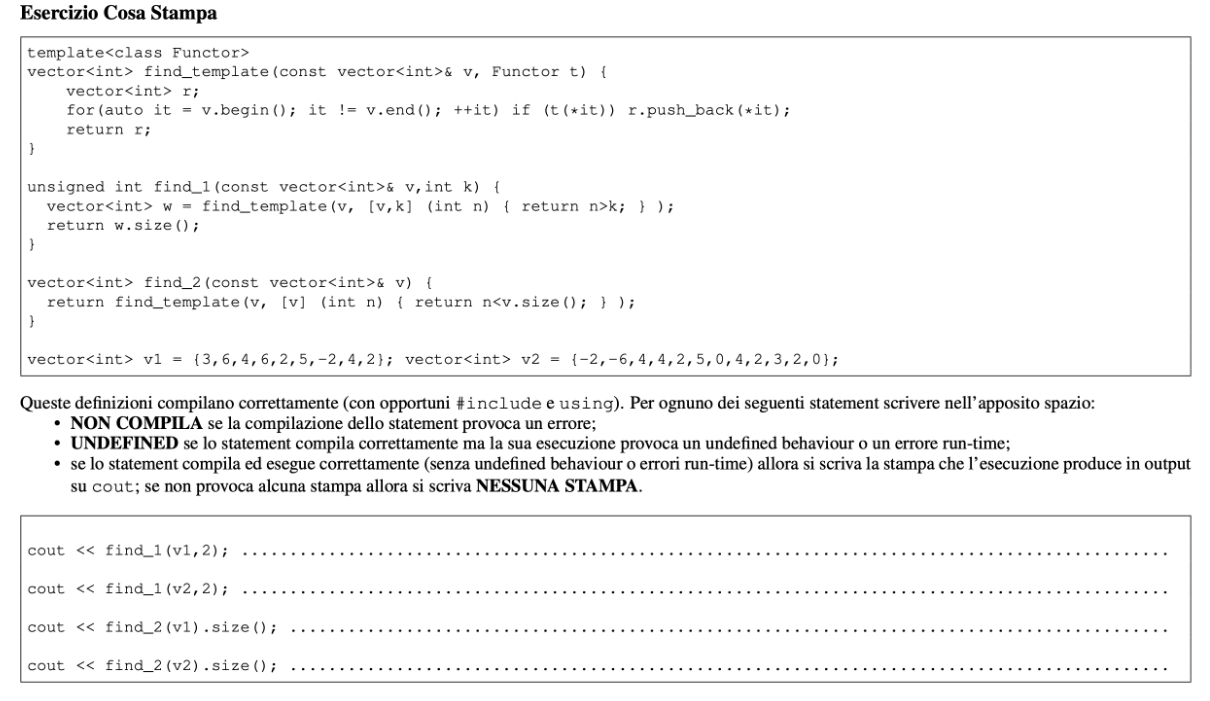 Esercizio Cosa Stampa
template<class Functor>
vector<int> find_template(const vector<int>& v, Functor t) {
    vector<int> r;
    for(auto it = v.begin(); it != v.end(); ++it) if (t(*it)) r.push_back(*it);
    return r;
}
unsigned int find_1(const vector<int>& v,int k) {
  vector<int> w = find_template(v, [v,k] (int n) { return n>k; } );
  return w.size();
}
vector<int> find_2(const vector<int>& v) {
  return find_template(v, [v] (int n) { return n<v.size(); } );
}
vector<int> v1 = {3,6,4,6,2,5,-2,4,2}; vector<int> v2 = {-2,-6,4,4,2,5,0,4,2,3,2,0};
Queste definizioni compilano correttamente (con opportuni #include e using). Per ognuno dei seguenti statement scrivere nell'apposito spazio:
• NON COMPILA se la compilazione dello statement provoca un errore;
• UNDEFINED se lo statement compila correttamente ma la sua esecuzione provoca un undefined behaviour o un errore run-time;
• se lo statement compila ed esegue correttamente (senza undefined behaviour o errori run-time) allora si scriva la stampa che l'esecuzione produce in output
su cout; se non provoca alcuna stampa allora si scriva NESSUNA STAMPA.
cout << find_1(v1,2); ................................................................................................
cout << find_1(v2,2); ................................................................................................
cout << find_2(v1).size(); ...........................................................................................
cout << find_2(v2).size(); ...........................................................................................